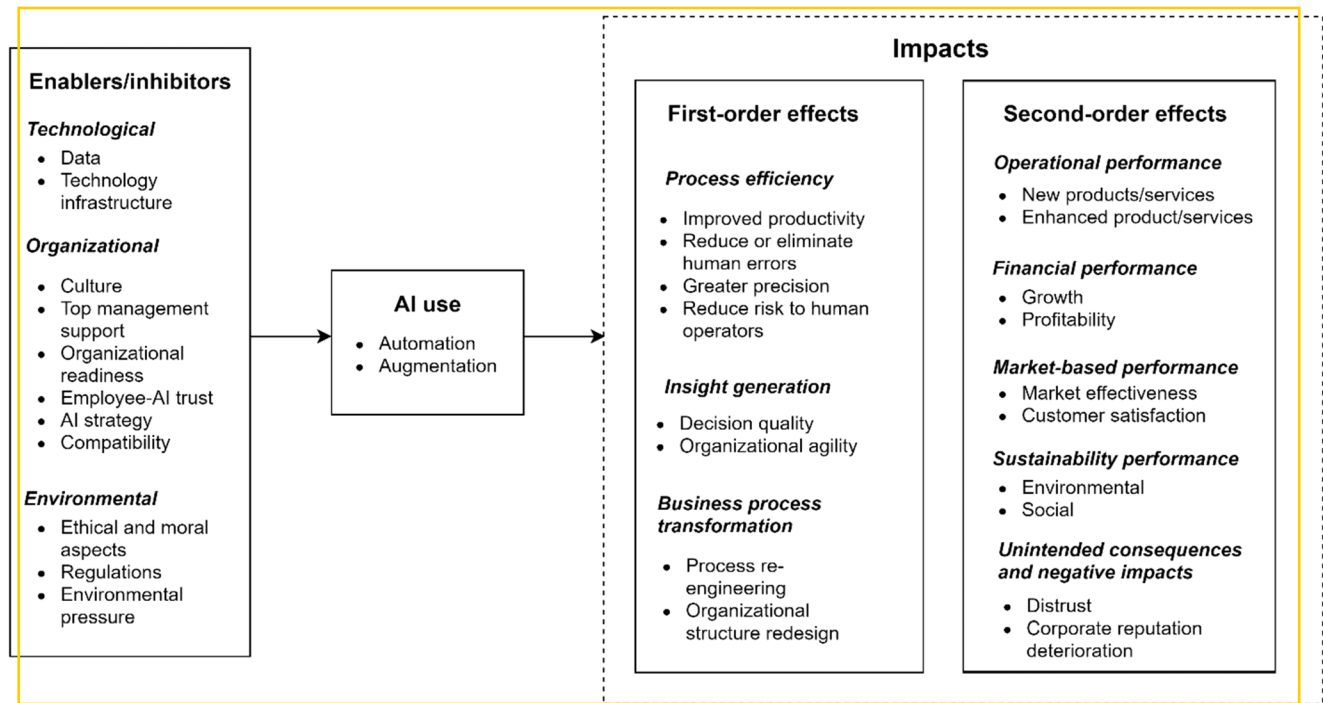 Enablers/inhibitors
Technological
• Data
• Technology
infrastructure
Organizational
• Culture
• Top management
support
• Organizational
readiness
• Employee-AI trust
• AI strategy
• Compatibility
Environmental
• Ethical and moral
aspects
• Regulations
• Environmental
pressure
AI use
• Automation
• Augmentation
Impacts
First-order effects
Process efficiency
• Improved productivity
• Reduce or eliminate
human errors
• Greater precision
• Reduce risk to human
operators
Insight generation
• Decision quality
• Organizational agility
Business process
transformation
• Process re-
engineering
• Organizational
structure redesign
Second-order effects
Operational performance
• New products/services
• Enhanced product/services
Financial performance
• Growth
• Profitability
Market-based performance
• Market effectiveness
• Customer satisfaction
Sustainability performance
• Environmental
• Social
Unintended consequences
and negative impacts
• Distrust
• Corporate reputation
deterioration